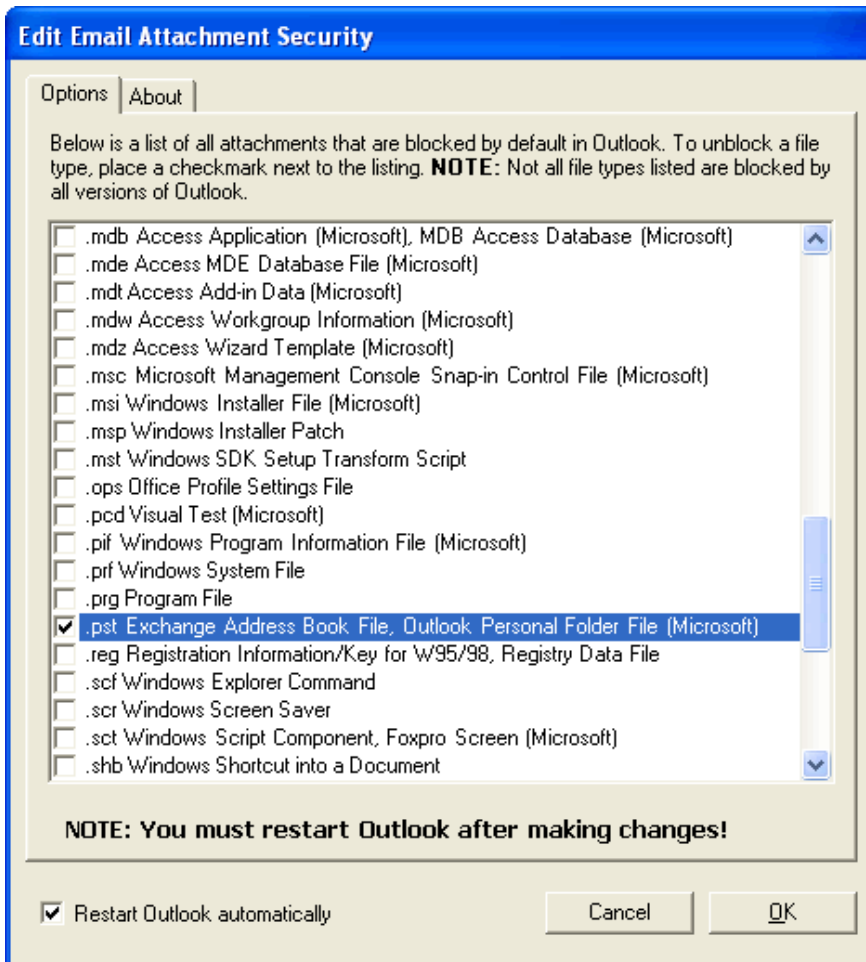 Edit Email Attachment Security
Options
About
Below is a list of all attachments that are blocked by default in Outlook. To unblock a file
type, place a checkmark next to the listing. NOTE: Not all file types listed are blocked by
all versions of Outlook.
.mdb Access Application (Microsoft), MDB Access Database (Microsoft)
.mde Access MDE Database File (Microsoft)
.mdt Access Add-in Data (Microsoft)
.mdw Access Workgroup Information (Microsoft)
.mdz Access Wizard Template (Microsoft)
.msc Microsoft Management Console Snap-in Control File (Microsoft)
.msi Windows Installer File (Microsoft)
.msp Windows Installer Patch
.mst Windows SDK Setup Transform Script
.ops Office Profile Settings File
.pcd Visual Test (Microsoft)
.pif Windows Program Information File (Microsoft)
.prf Windows System File
.prg Program File
.pst Exchange Address Book File, Outlook Personal Folder File (Microsoft)
.reg Registration Information/Key for W95/98, Registry Data File
.scf Windows Explorer Command
.scr Windows Screen Saver
.sct Windows Script Component, Foxpro Screen (Microsoft)
.shb Windows Shortcut into a Document
NOTE: You must restart Outlook after making changes!
Restart Outlook automatically
Cancel
OK